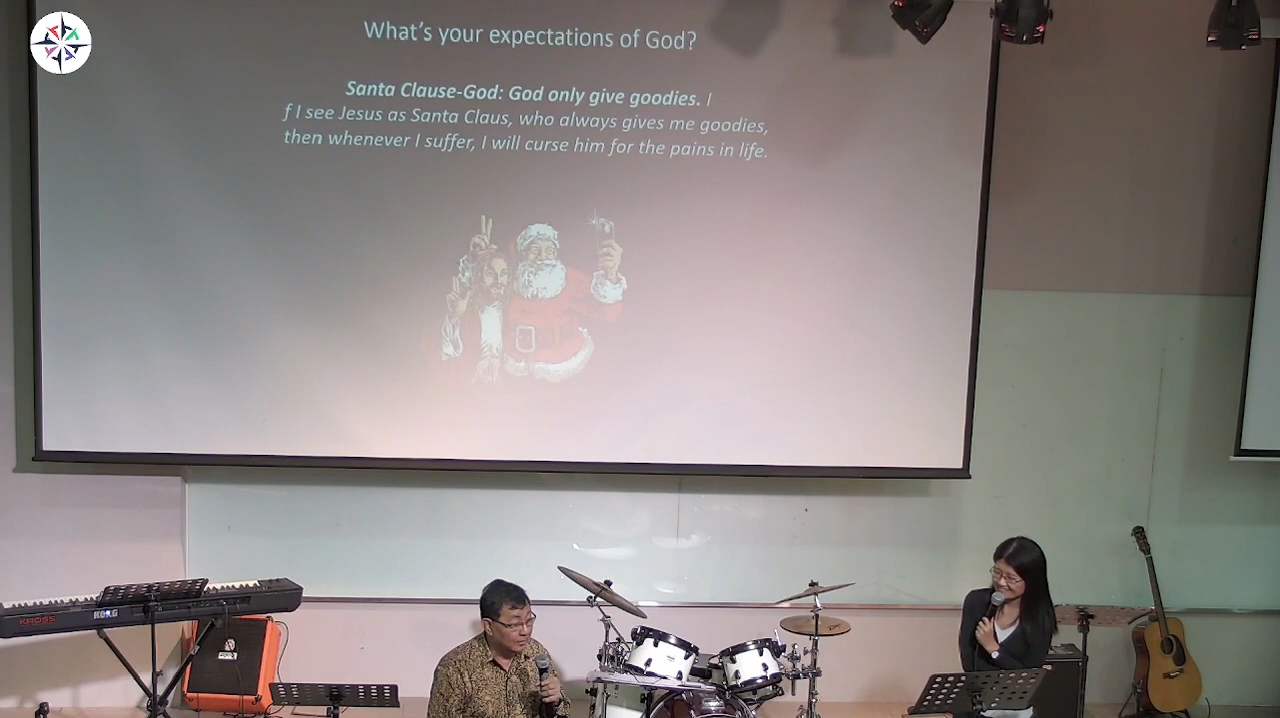 What's your expectations of God?
Santa Clause-God: God only give goodies. I
f I see Jesus as Santa Claus, who always gives me goodies,
then whenever I suffer, I will curse him for the pains in life.
KROSS
KORG